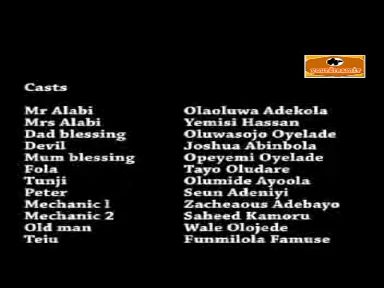 Casts
Mr Alabi Olaoluwa Adekola
Mrs Alabi Yemisi Hassan
Dad blessing Oluwasojo Oyelade
Devil Joshua Abinbola
Mum blessing Opeyemi Oyelade
Fola Tayo Oludare
Tunji Olumide Ayoola
Peter Seun Adeniyi
Mechanic 1 Zacheaous Adebayo
Mechanic 2 Saheed Kamoru
Old man Wale Olojede
Teju Funmilola Famuse